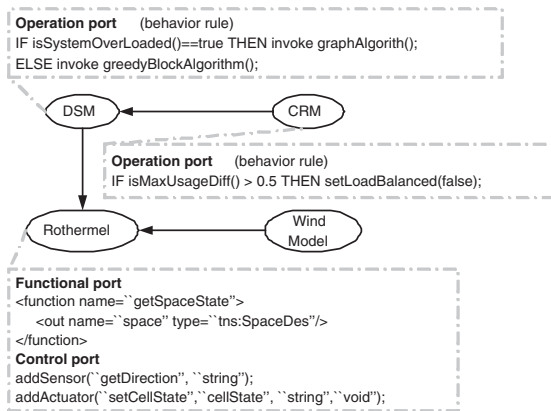 Operation port (behavior rule)
IF isSystemOverLoaded()==true THEN invoke graphAlgorith();
ELSE invoke greedyBlockAlgorithm();
DSM
CRM
Operation port (behavior rule)
IF isMaxUsageDiff() > 0.5 THEN setLoadBalanced(false);
Rothermel
Wind
Model
Functional port
<function name=``getSpaceState”>
<out name=``space” type=``tns:SpaceDes”/>
</function>
Control port
addSensor(``getDirection”, ``string”);
addActuator(``setCellState”,``cellState”, ``string”,``void”);